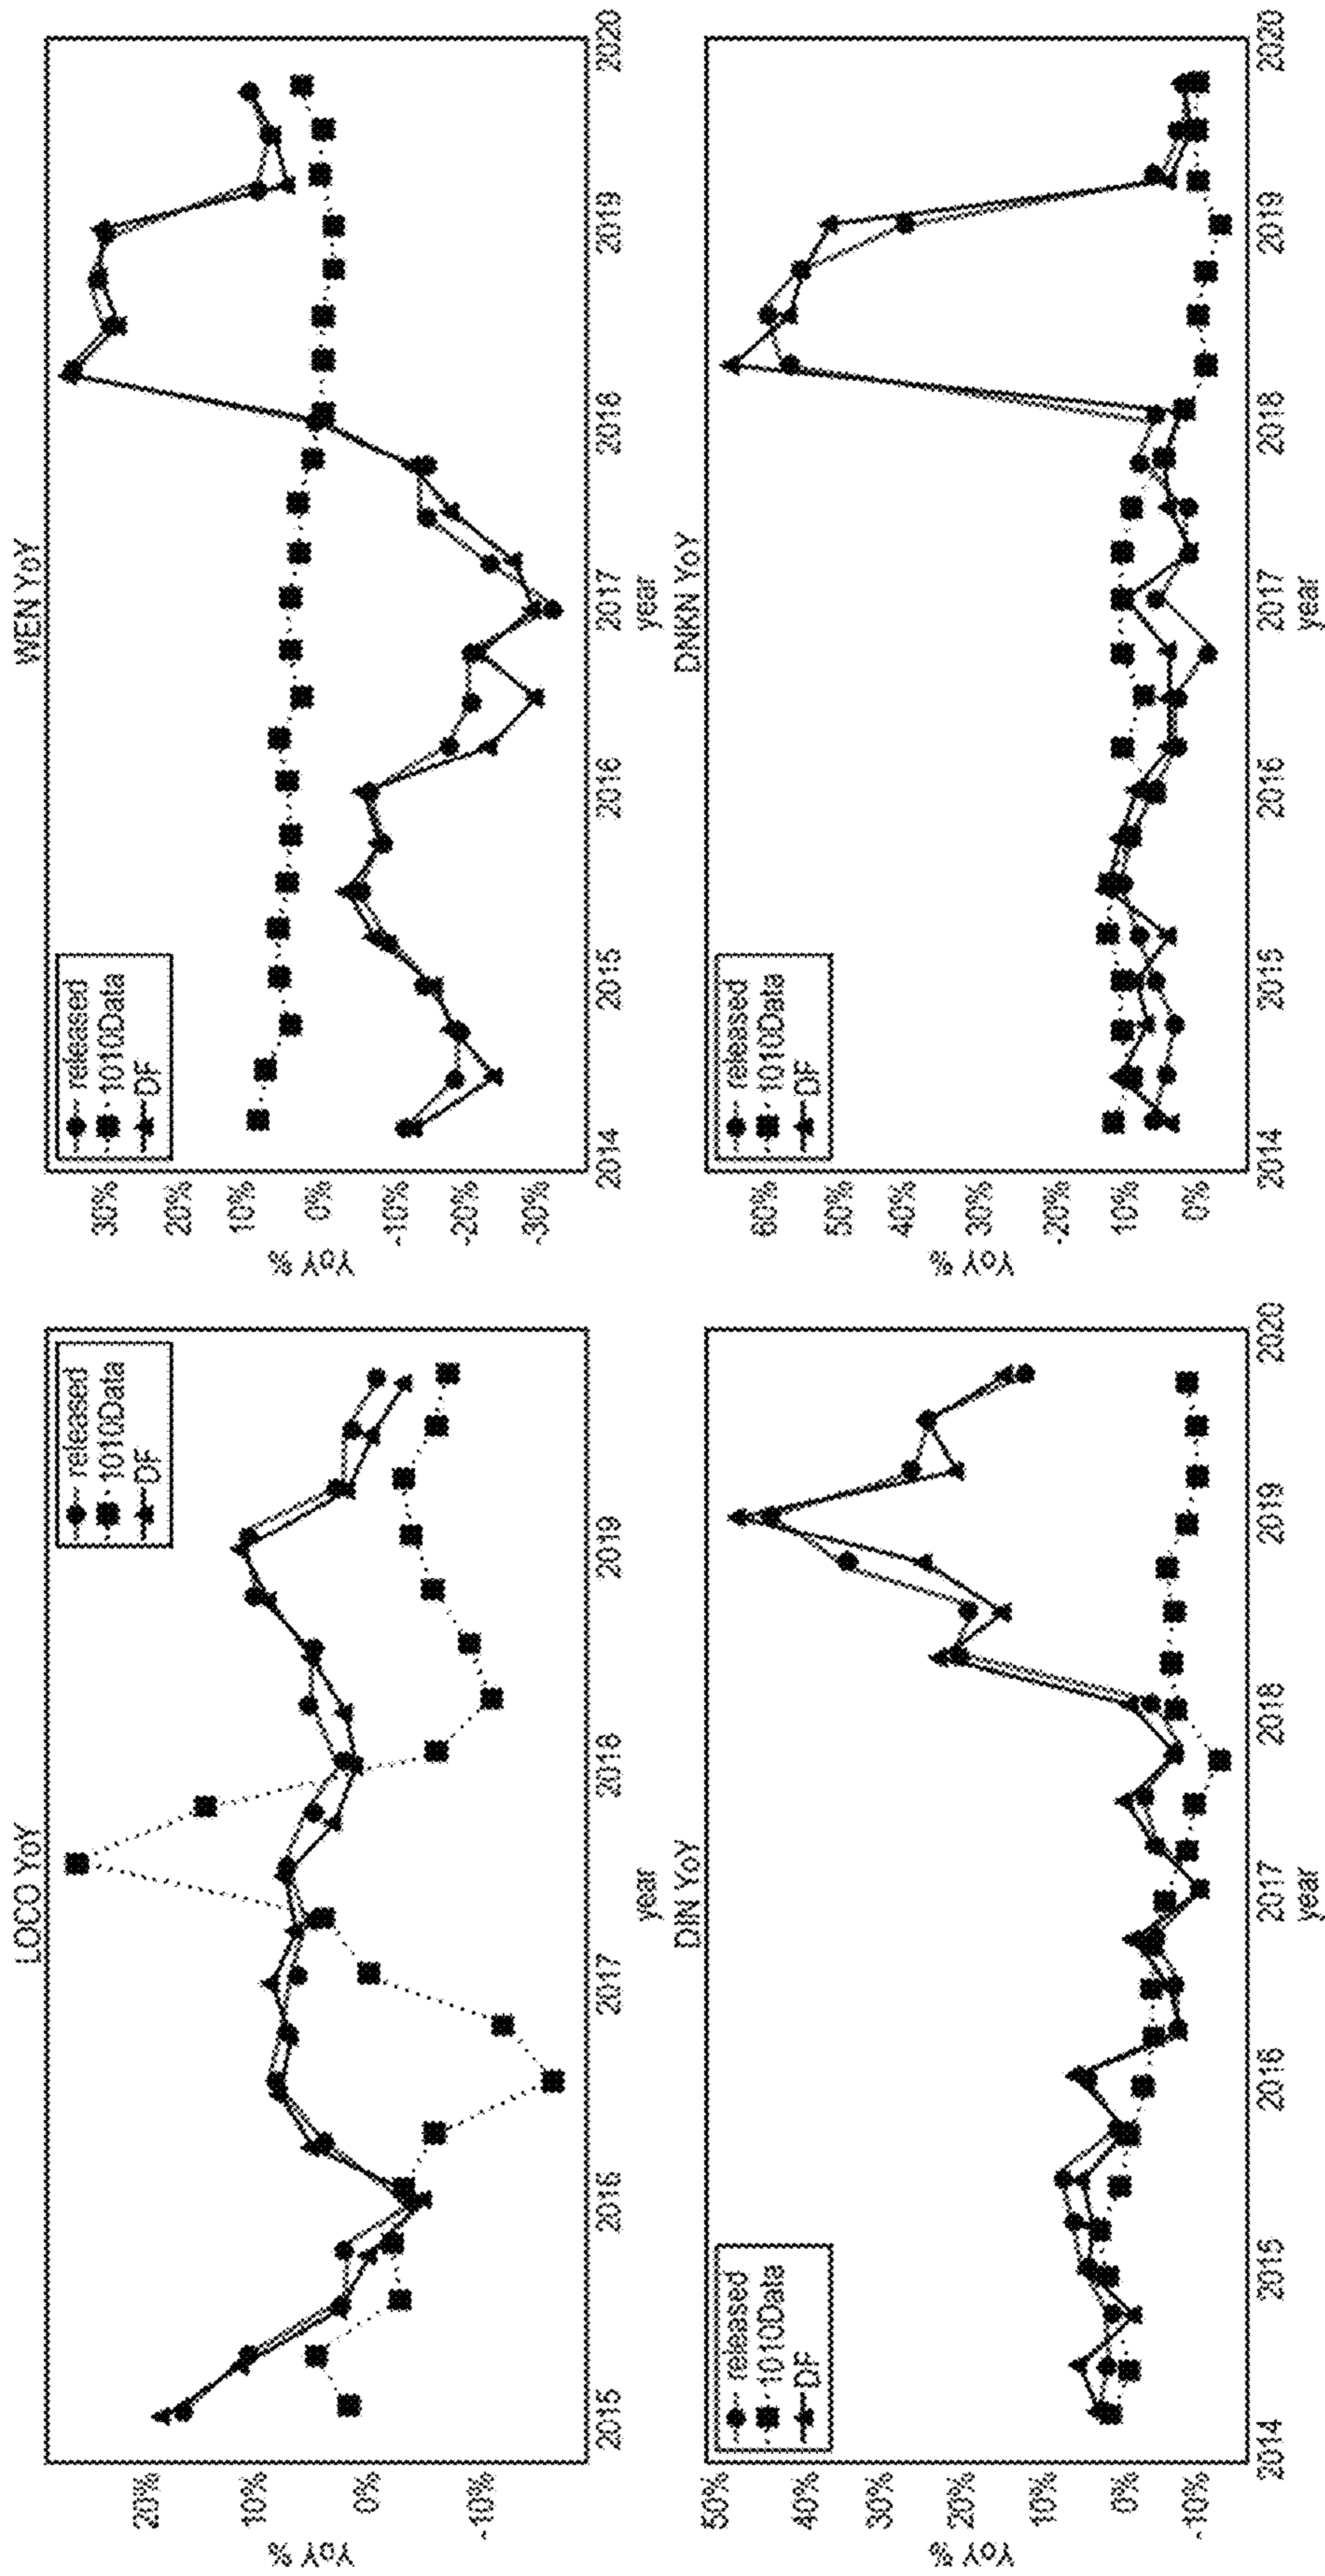 LOCO YoY
YoY %
20%
10%
0%
-10%
released
1010Data
DF
2015
2016
2017
2018
2019
year
WEN YoY
YoY %
30%
20%
10%
0%
-10%
-20%
-30%
released
1010Data
DF
2014
2015
2016
2017
2018
2019
2020
year
DIN YoY
YoY %
50%
40%
30%
20%
10%
0%
-10%
released
1010Data
DF
2014
2015
2016
2017
2018
2019
2020
year
DNKN YoY
YoY %
60%
50%
40%
30%
20%
10%
0%
released
1010Data
DF
2014
2015
2016
2017
2018
2019
2020
year